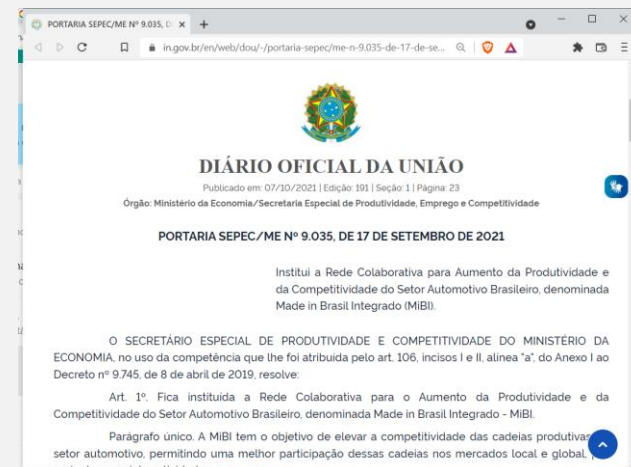 PORTARIA SEPEC/ME Nº 9.035, D
in.gov.br/en/web/dou/-/portaria-sepec/me-n-9.035-de-17-de-se...
DIÁRIO OFICIAL DA UNIÃO
Publicado em: 07/10/2021 | Edição: 191 | Seção: 1 | Página: 23
Órgão: Ministério da Economia/Secretaria Especial de Produtividade, Emprego e Competitividade
PORTARIA SEPEC/ME Nº 9.035, DE 17 DE SETEMBRO DE 2021
Institui a Rede Colaborativa para Aumento da Produtividade e
da Competitividade do Setor Automotivo Brasileiro, denominada
Made in Brasil Integrado (MiBI).
O SECRETÁRIO ESPECIAL DE PRODUTIVIDADE E COMPETITIVIDADE DO MINISTÉRIO DA
ECONOMIA, no uso da competência que lhe foi atribuída pelo art. 106, incisos I e II, alínea "a", do Anexo I ao
Decreto nº 9.745, de 8 de abril de 2019, resolve:
Art. 1º. Fica instituída a Rede Colaborativa para o Aumento da Produtividade e da
Competitividade do Setor Automotivo Brasileiro, denominada Made in Brasil Integrado - MiBI.
Parágrafo único. A MiBI tem o objetivo de elevar a competitividade das cadeias produtivas
setor automotivo, permitindo uma melhor participação dessas cadeias nos mercados local e global,